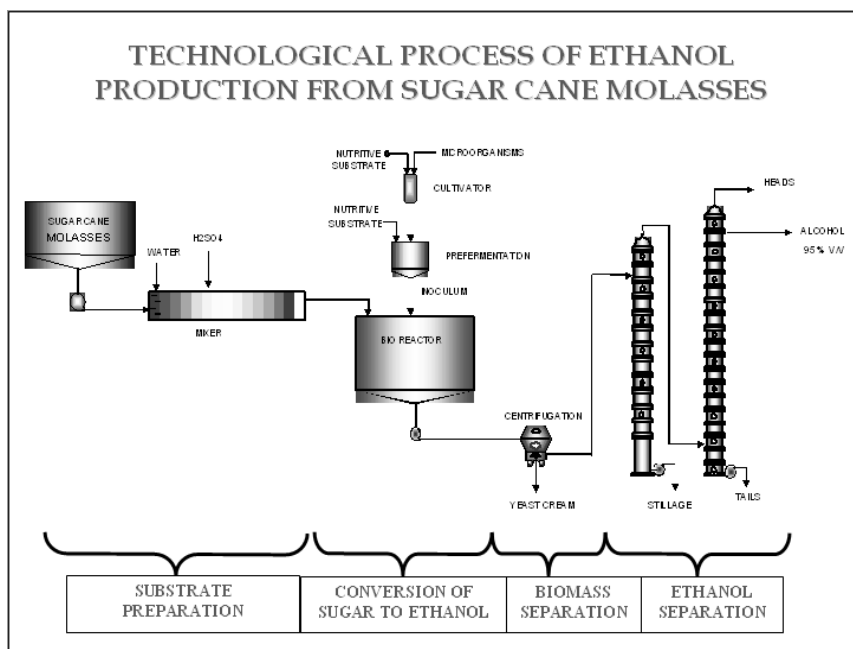 TECHNOLOGICAL PROCESS OF ETHANOL
PRODUCTION FROM SUGAR CANE MOLASSES
NUTRITIVE
SUBSTRATE
MICROORGANISMS
CULTIVATOR
HEADS
SUGARCANE
MOLASSES
H2SO4
WATER
NUTRITIVE
SUBSTRATE
PREFERMENTATION
ALCOHOL
95% V/V
INOCULUM
MIXER
BIO REACTOR
CENTRIFUGATION
YEAST CREAM
STILLAGE
TAILS
SUBSTRATE
PREPARATION
CONVERSION OF
SUGAR TO ETHANOL
BIOMASS
SEPARATION
ETHANOL
SEPARATION